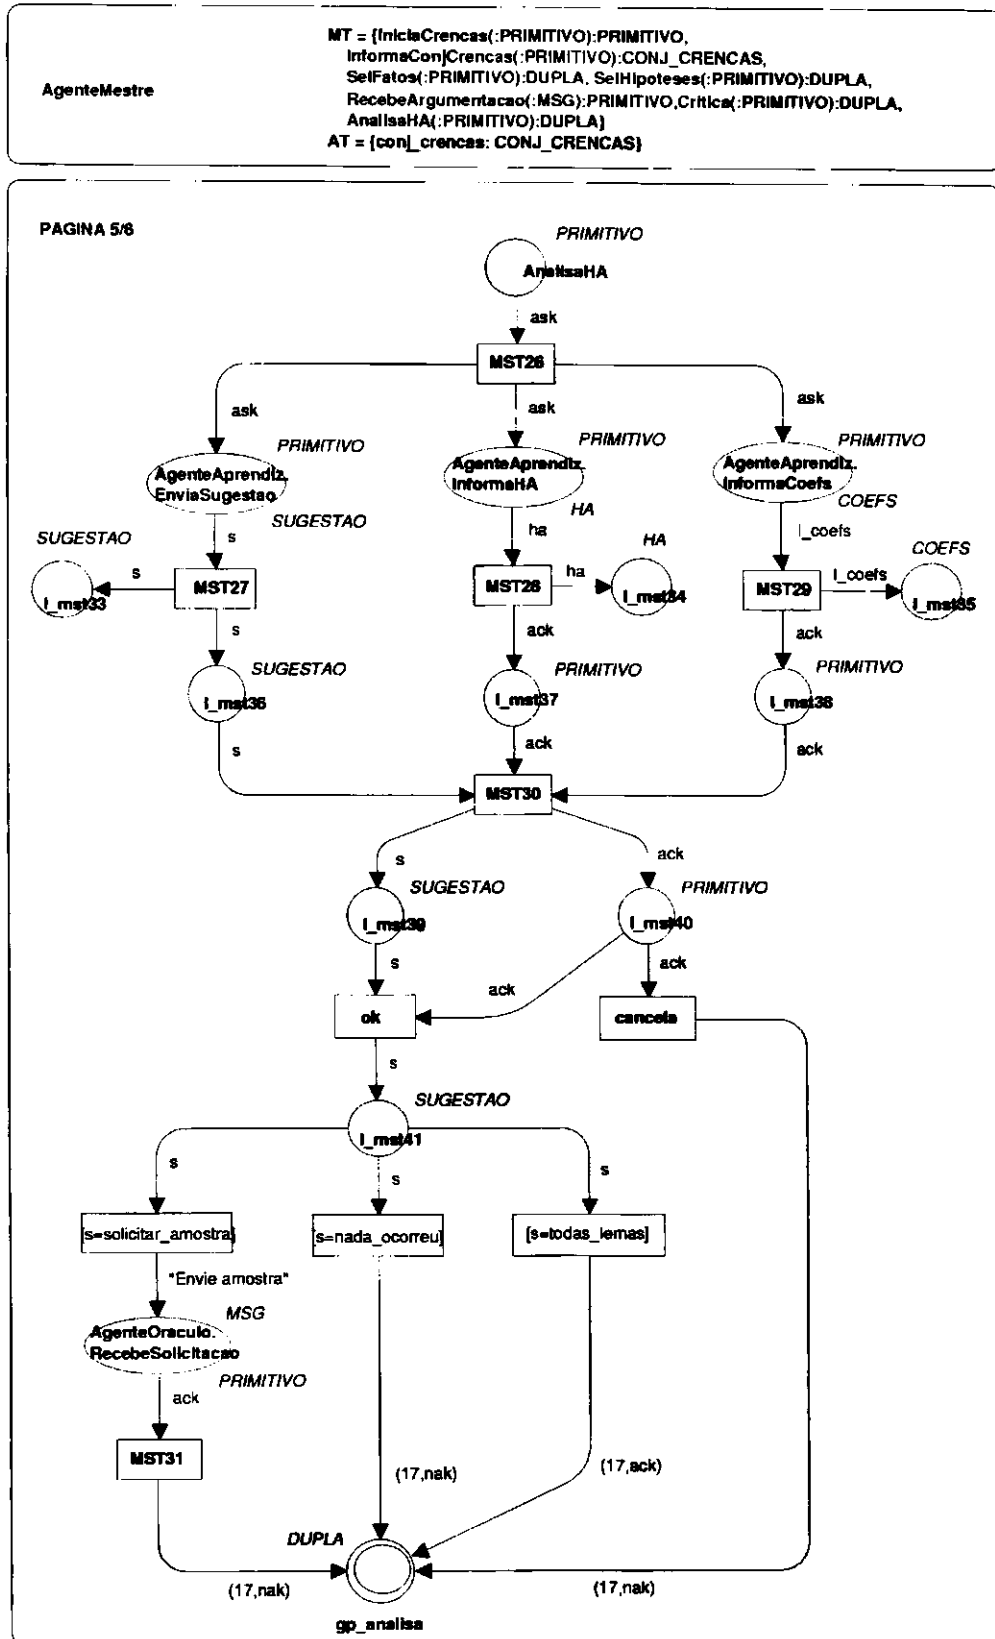 AgenteMestre
MT = {IniciaCrencas(:PRIMITIVO):PRIMITIVO,
InformaConjCrencas(:PRIMITIVO):CONJ_CRENCAS,
SelFatos(:PRIMITIVO):DUPLA, SelHipoteses(:PRIMITIVO):DUPLA,
RecebeArgumentacao(:MSG):PRIMITIVO,Critica(:PRIMITIVO):DUPLA,
AnalisaHA(:PRIMITIVO):DUPLA}
AT = {conj_crencas: CONJ_CRENCAS}
PAGINA 5/6
PRIMITIVO
AnalisaHA
ask
MST26
ask
ask
ask
PRIMITIVO
PRIMITIVO
PRIMITIVO
AgenteAprendiz.
EnviaSugestao
AgenteAprendiz.
InformaHA
AgenteAprendiz.
InformaCoefs
SUGESTAO
HA
COEFS
s
ha
l_coefs
SUGESTAO
HA
COEFS
s
MST27
MST28
ha
MST29
l_coefs
l_mst33
l_mst34
l_mst35
s
ack
ack
SUGESTAO
PRIMITIVO
PRIMITIVO
l_mst36
l_mst37
l_mst38
s
ack
ack
MST30
s
ack
SUGESTAO
PRIMITIVO
l_mst39
l_mst40
s
ack
ack
ok
cancela
s
SUGESTAO
l_mst41
s
s
s
[s=solicitar_amostra]
[s=nada_ocorreu]
[s=todas_lemas]
"Envie amostra"
MSG
AgenteOraculo.
RecebeSolicitacao
PRIMITIVO
ack
MST31
(17,nak)
(17,ack)
DUPLA
(17,nak)
(17,nak)
gp_analisa